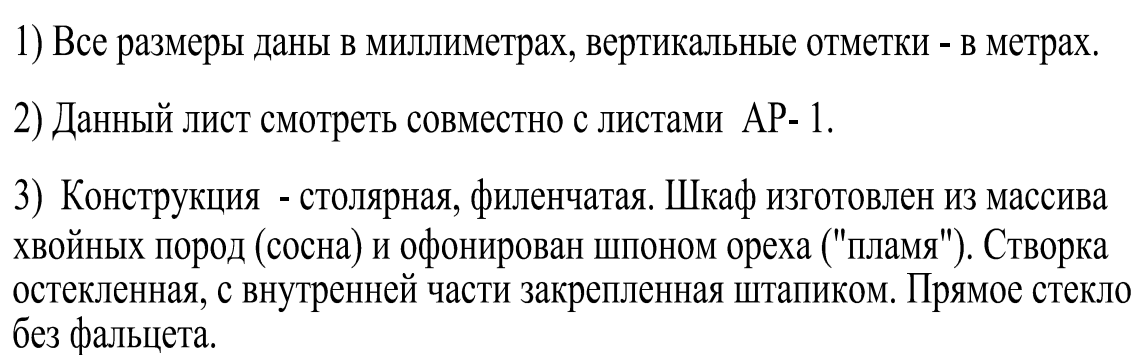 1) Все размеры даны в миллиметрах, вертикальные отметки - в метрах.
2) Данный лист смотреть совместно с листами АР- 1.
3) Конструкция - столярная, филенчатая. Шкаф изготовлен из массива
хвойных пород (сосна) и офонирован шпоном ореха ("пламя"). Створка
остекленная, с внутренней части закрепленная штапиком. Прямое стекло
без фальцета.